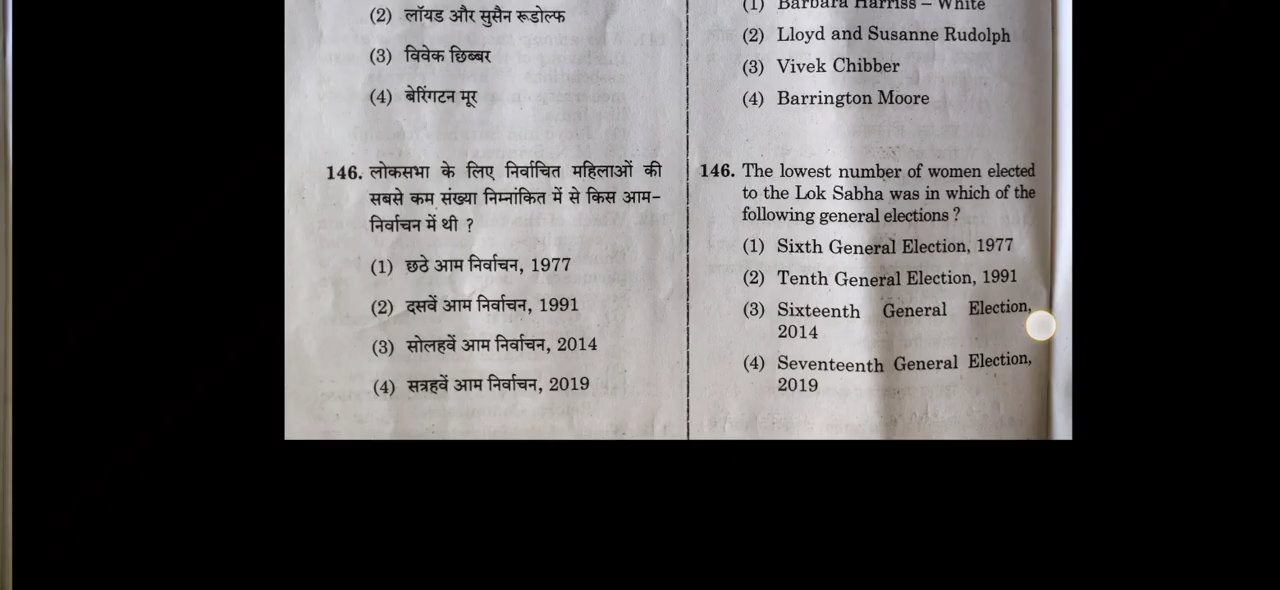 (2) लॉयड और सुसैन रूडोल्फ
(3) विवेक छिब्बर
(4) बेरिंगटन मूर
146. लोकसभा के लिए निर्वाचित महिलाओं की
सबसे कम संख्या निम्नांकित में से किस आम-
निर्वाचन में थी ?
(1) छठे आम निर्वाचन, 1977
(2) दसवें आम निर्वाचन, 1991
(3) सोलहवें आम निर्वाचन, 2014
(4) सत्रहवें आम निर्वाचन, 2019
(1) Barbara Harriss – White
(2) Lloyd and Susanne Rudolph
(3) Vivek Chibber
(4) Barrington Moore
146. The lowest number of women elected
to the Lok Sabha was in which of the
following general elections ?
(1) Sixth General Election, 1977
(2) Tenth General Election, 1991
(3) Sixteenth General Election,
2014
(4) Seventeenth General Election,
2019